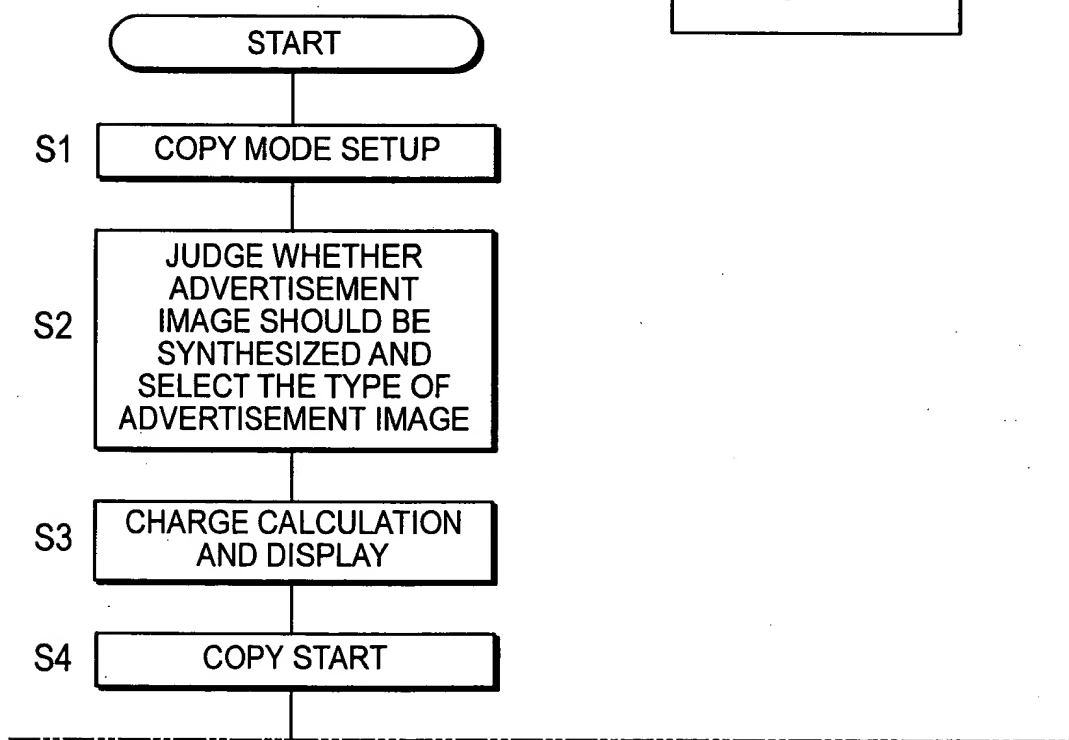 START
S1
COPY MODE SETUP
S2
JUDGE WHETHER
ADVERTISEMENT
IMAGE SHOULD BE
SYNTHESIZED AND
SELECT THE TYPE OF
ADVERTISEMENT IMAGE
S3
CHARGE CALCULATION
AND DISPLAY
S4
COPY START